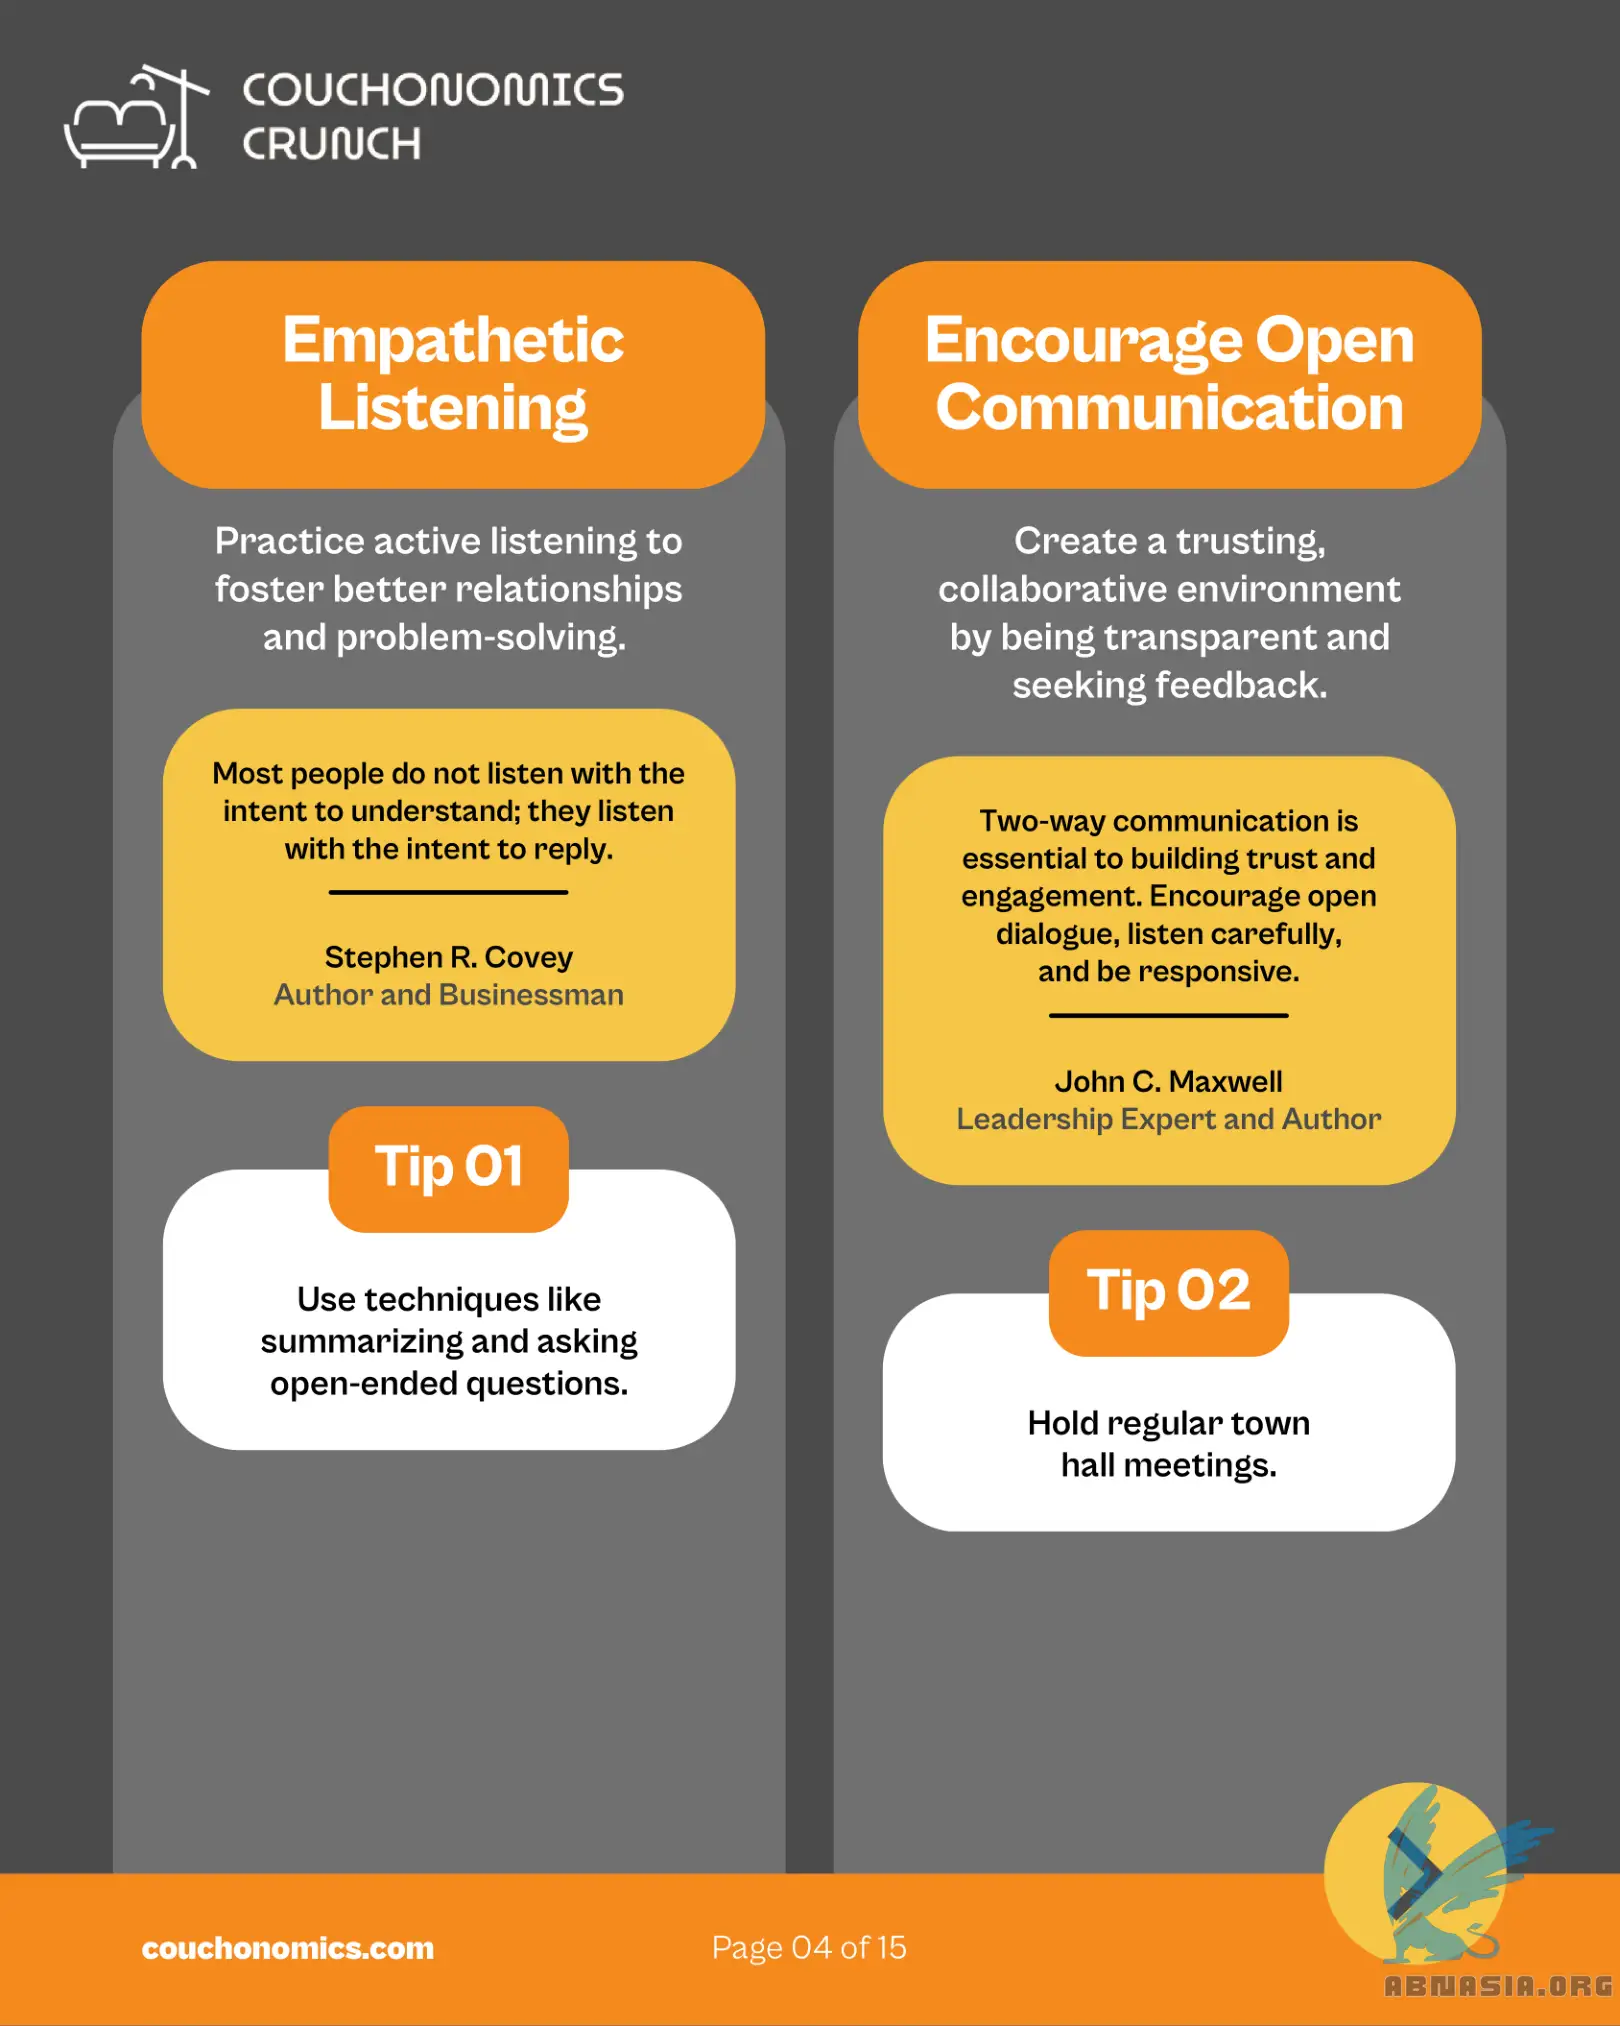 COUCHONOMICS
CRUNCH
Empathetic
Listening
Practice active listening to
foster better relationships
and problem-solving.
Most people do not listen with the
intent to understand; they listen
with the intent to reply.
Stephen R. Covey
Author and Businessman
Tip 01
Use techniques like
summarizing and asking
open-ended questions.
Encourage Open
Communication
Create a trusting,
collaborative environment
by being transparent and
seeking feedback.
Two-way communication is
essential to building trust and
engagement. Encourage open
dialogue, listen carefully,
and be responsive.
John C. Maxwell
Leadership Expert and Author
Tip 02
Hold regular town
hall meetings.
couchonomics.com
Page 04 of 15
ABNASIA.ORG